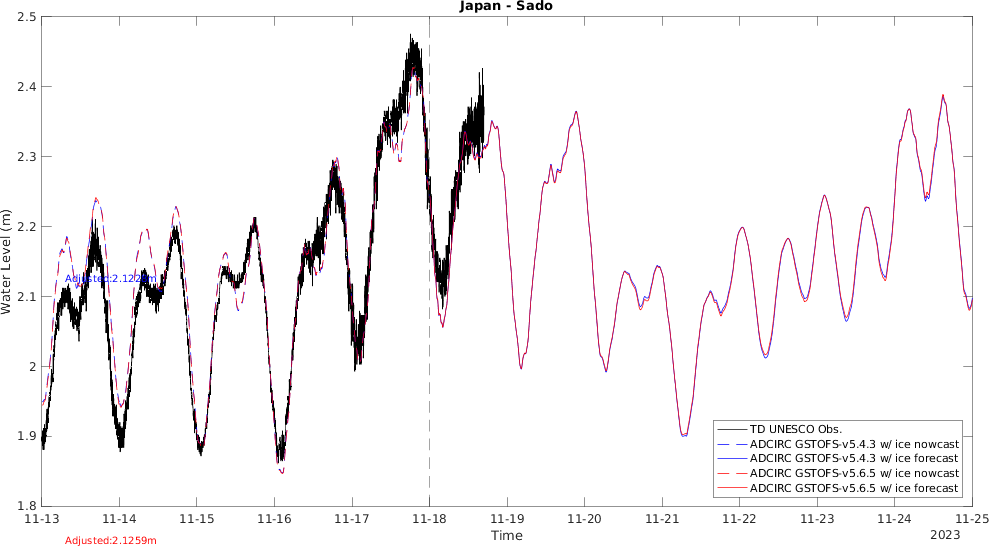 Japan - Sado
Water Level (m)
2.5
2.4
2.3
2.2
2.1
2
1.9
1.8
TD UNESCO Obs.
ADCIRC GSTOFS-v5.4.3 w/ ice nowcast
ADCIRC GSTOFS-v5.4.3 w/ ice forecast
ADCIRC GSTOFS-v5.6.5 w/ ice nowcast
ADCIRC GSTOFS-v5.6.5 w/ ice forecast
11-13 11-14 11-15 11-16 11-17 11-18 11-19 11-20 11-21 11-22 11-23 11-24 11-25
Time
2023
Adjusted:2.1259m